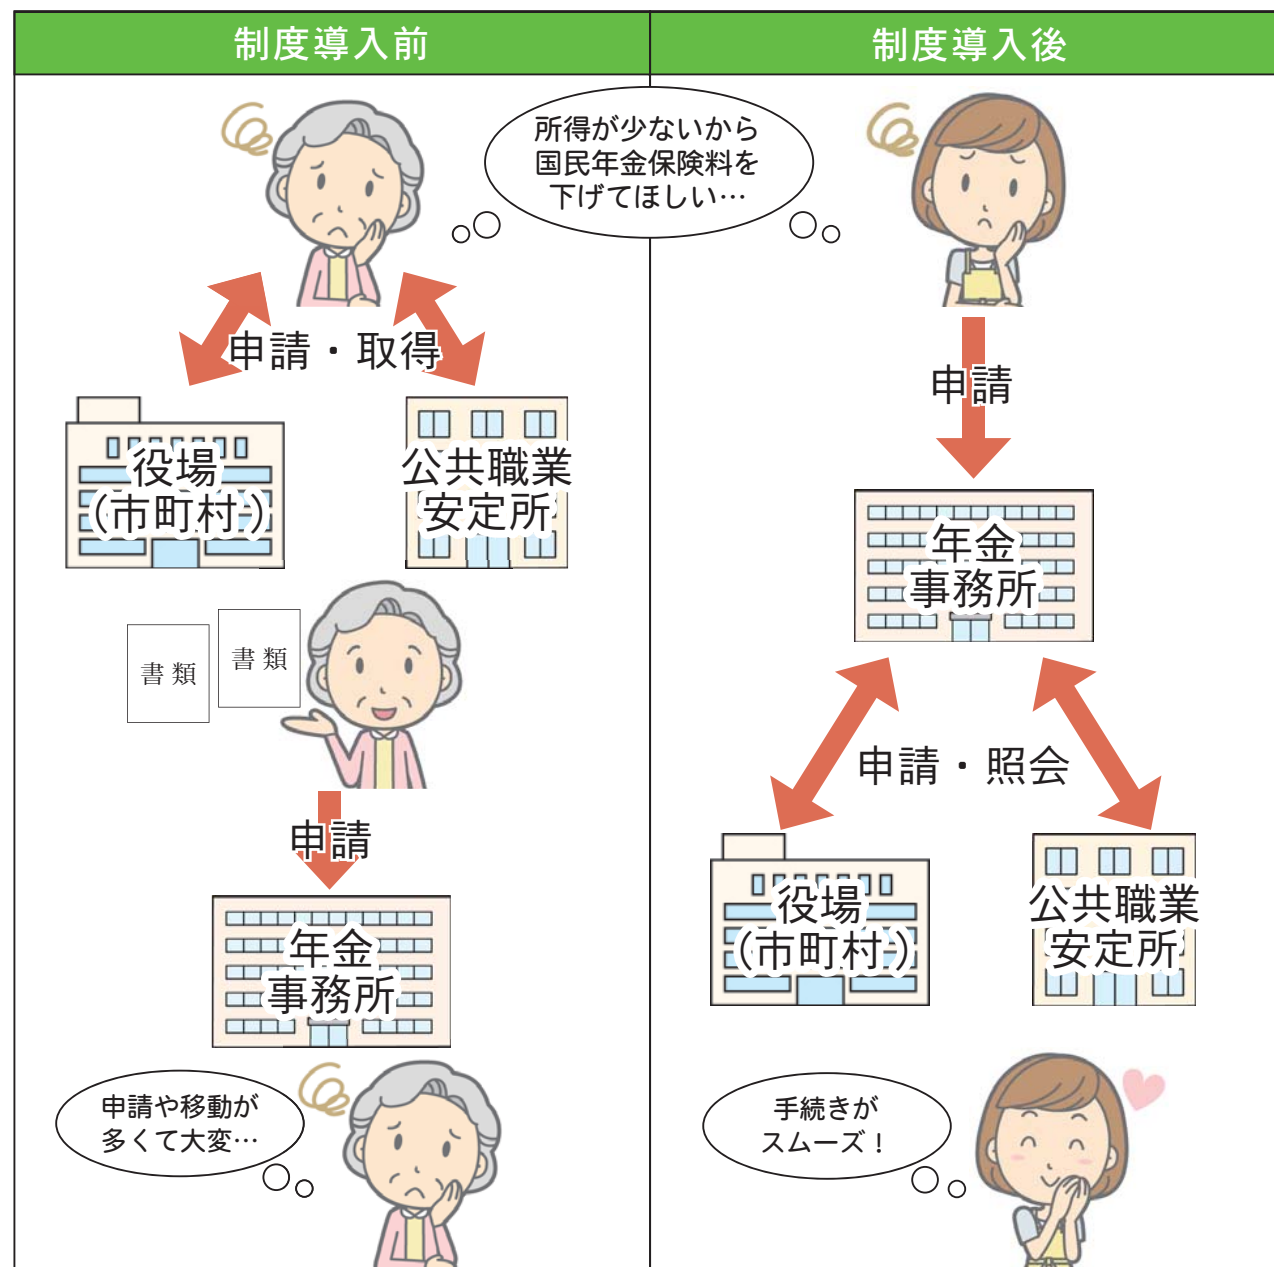 制度導入前
制度導入後
所得が少ないから
国民年金保険料を
下げてほしい…
申請・取得
役場
（市町村）
公共職業
安定所
書類
書類
申請
年金
事務所
申請や移動が
多くて大変…
申請
年金
事務所
申請・照会
役場
（市町村）
公共職業
安定所
手続きが
スムーズ！